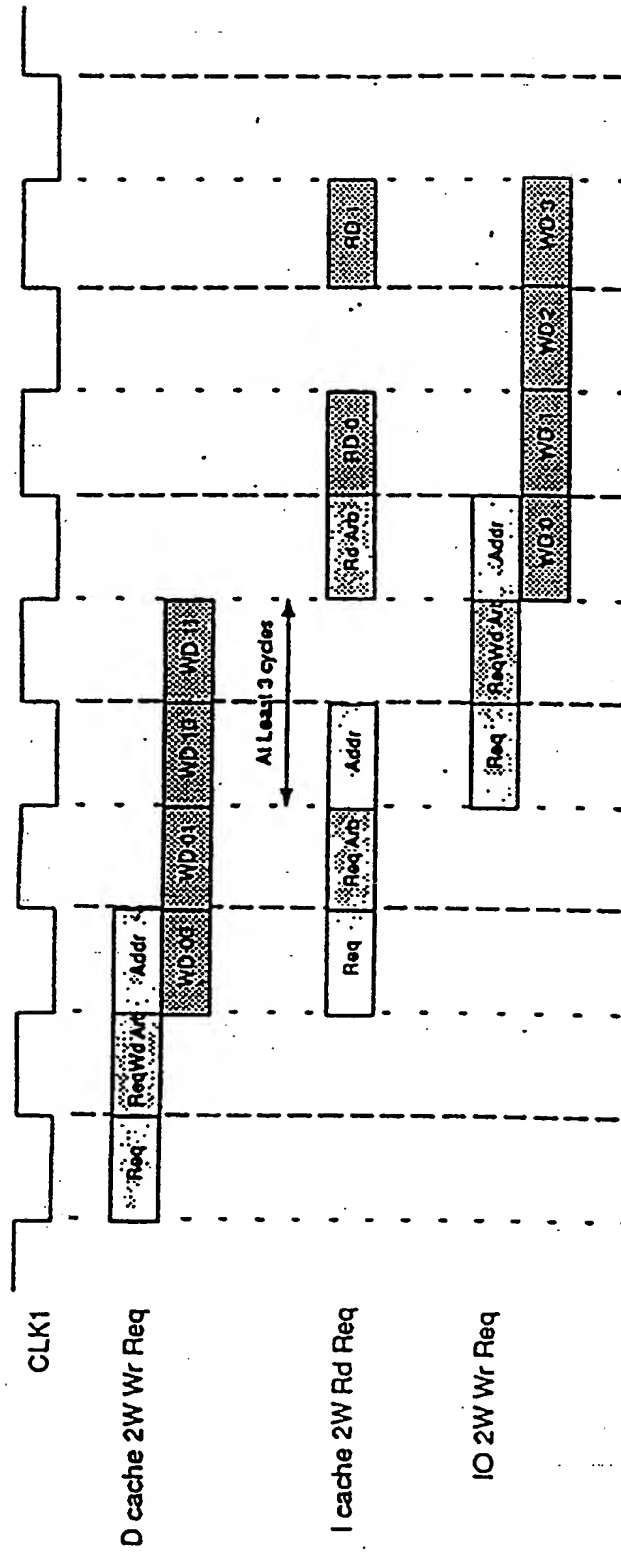 CLK1
D cache 2W Wr Req
Req ReqWd Arb Addr
WD 00 WD 01 WD 10 WD 11
At Least 3 cycles
I cache 2W Rd Req
Req Req Arb Addr Rd Arb RD 0 RD 1
IO 2W Wr Req
Req ReqWd Arb Addr
WD 0 WD 1 WD 2 WD 3